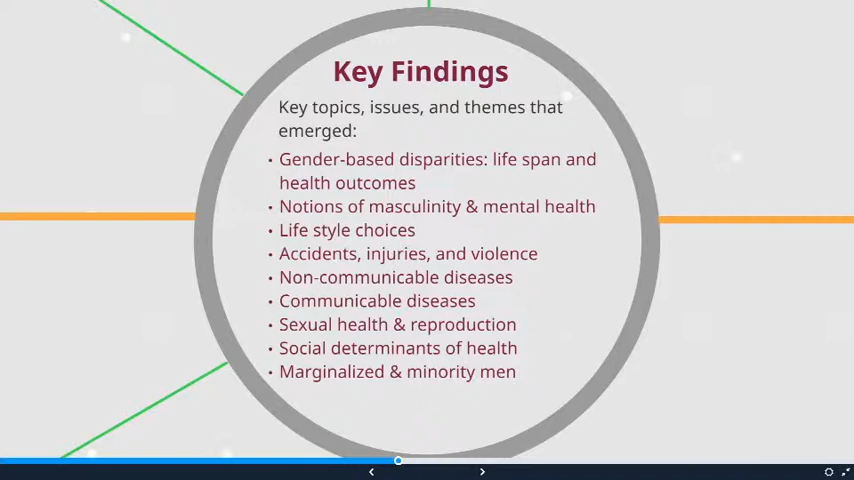 Key Findings
Key topics, issues, and themes that
emerged:
• Gender-based disparities: life span and
health outcomes
• Notions of masculinity & mental health
• Life style choices
• Accidents, injuries, and violence
• Non-communicable diseases
• Communicable diseases
• Sexual health & reproduction
• Social determinants of health
• Marginalized & minority men